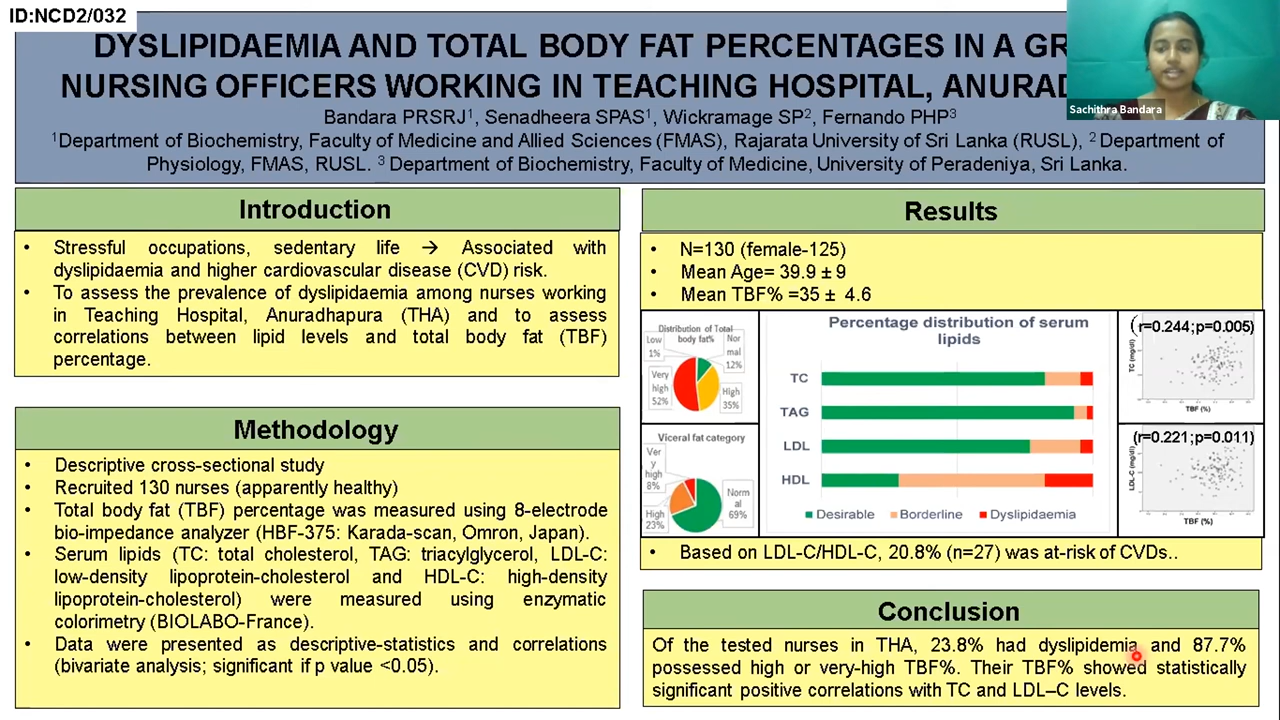 ID:NCD2/032
DYSLIPIDAEMIA AND TOTAL BODY FAT PERCENTAGES IN A GR
NURSING OFFICERS WORKING IN TEACHING HOSPITAL, ANURAD
Bandara PRSRJ¹, Senadheera SPAS¹, Wickramage SP², Fernando PHP³
¹Department of Biochemistry, Faculty of Medicine and Allied Sciences (FMAS), Rajarata University of Sri Lanka (RUSL), ² Department of
Physiology, FMAS, RUSL. ³ Department of Biochemistry, Faculty of Medicine, University of Peradeniya, Sri Lanka.
Sachithra Bandara
Introduction
• Stressful occupations, sedentary life → Associated with
dyslipidaemia and higher cardiovascular disease (CVD) risk.
• To assess the prevalence of dyslipidaemia among nurses working
in Teaching Hospital, Anuradhapura (THA) and to assess
correlations between lipid levels and total body fat (TBF)
percentage.
Methodology
• Descriptive cross-sectional study
• Recruited 130 nurses (apparently healthy)
• Total body fat (TBF) percentage was measured using 8-electrode
bio-impedance analyzer (HBF-375: Karada-scan, Omron, Japan).
• Serum lipids (TC: total cholesterol, TAG: triacylglycerol, LDL-C:
low-density lipoprotein-cholesterol and HDL-C: high-density
lipoprotein-cholesterol) were measured using enzymatic
colorimetry (BIOLABO-France).
• Data were presented as descriptive-statistics and correlations
(bivariate analysis; significant if p value <0.05).
Results
• N=130 (female-125)
• Mean Age= 39.9 ± 9
• Mean TBF% =35 ± 4.6
Distribution of Total
body fat%
Low
1%
Nor
mal
12%
Very
high
52%
High
35%
Viceral fat category
Ver
y
high
8%
High
23%
Norm
al
69%
Percentage distribution of serum
lipids
TC
TAG
LDL
HDL
Desirable
Borderline
Dyslipidaemia
(r=0.244;p=0.005)
TC (mg/dl)
TBF (%)
(r=0.221;p=0.011)
LDL-C (mg/dl)
TBF (%)
• Based on LDL-C/HDL-C, 20.8% (n=27) was at-risk of CVDs..
Conclusion
Of the tested nurses in THA, 23.8% had dyslipidemia and 87.7%
possessed high or very-high TBF%. Their TBF% showed statistically
significant positive correlations with TC and LDL–C levels.